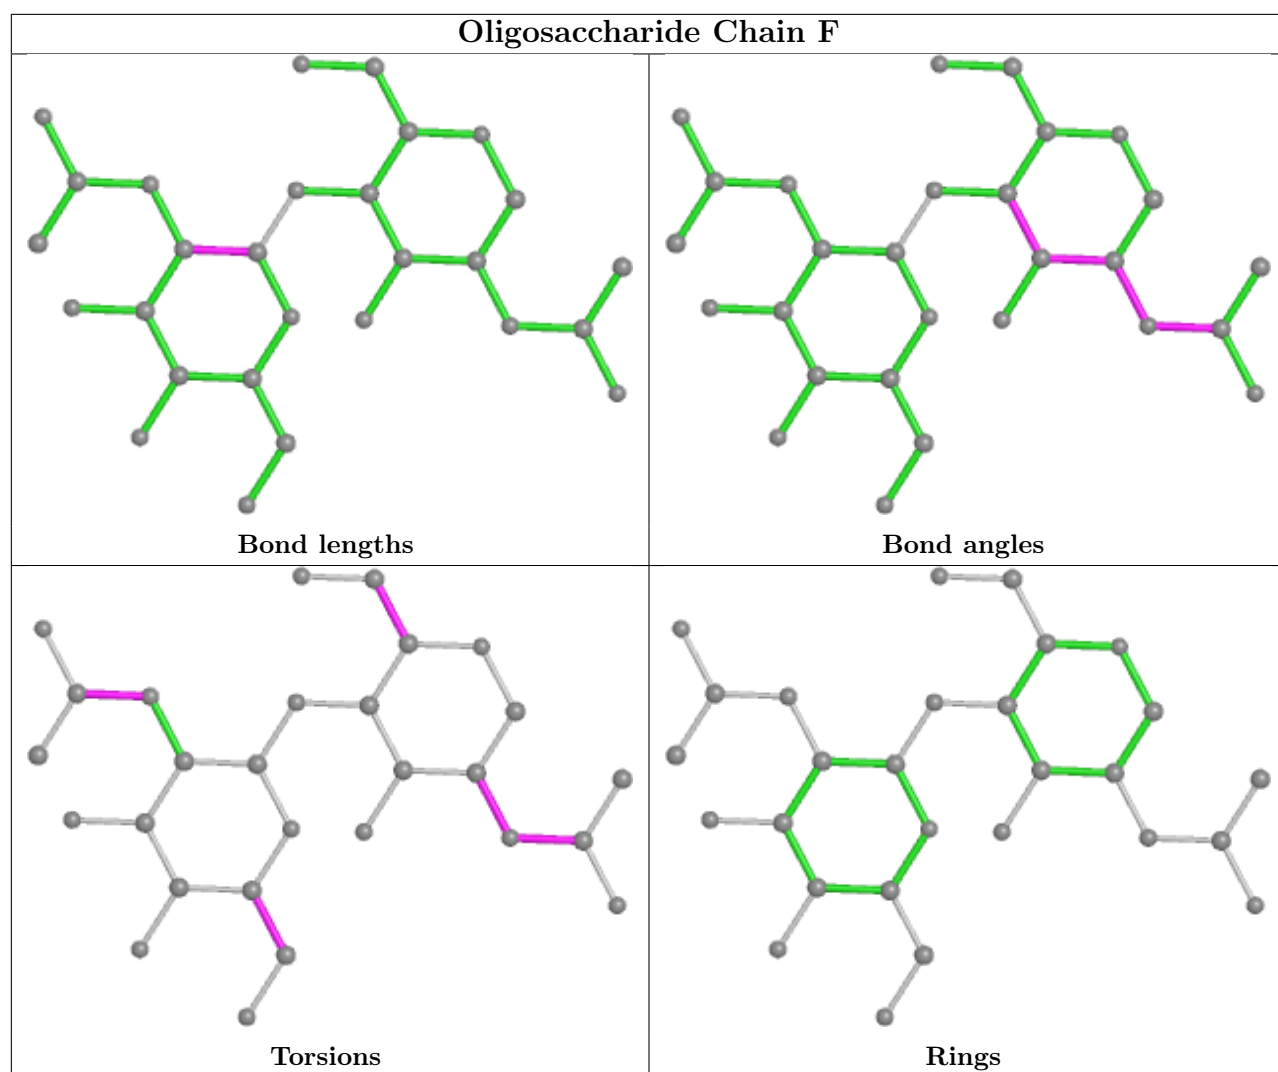 Oligosaccharide Chain F
Bond lengths
Bond angles
Torsions
Rings